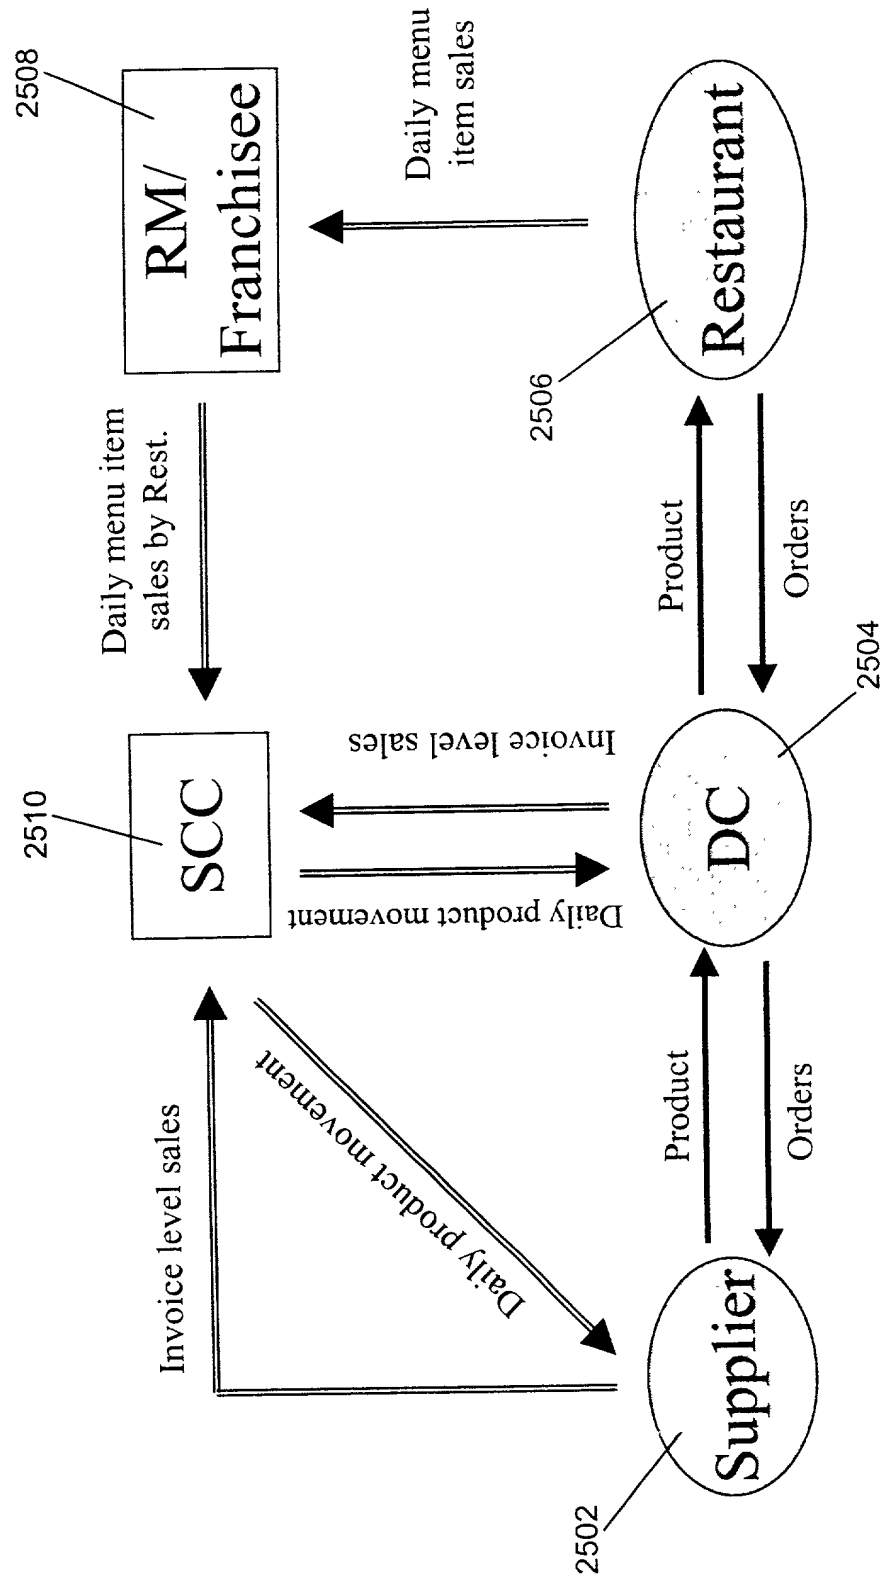 2510
2508
SCC
RM/
Franchisee
Daily menu item
sales by Rest.
Invoice level sales
Daily product movement
Daily product movement
Invoice level sales
Daily menu
item sales
2502
Supplier
Product
Orders
DC
2504
Product
Orders
2506
Restaurant